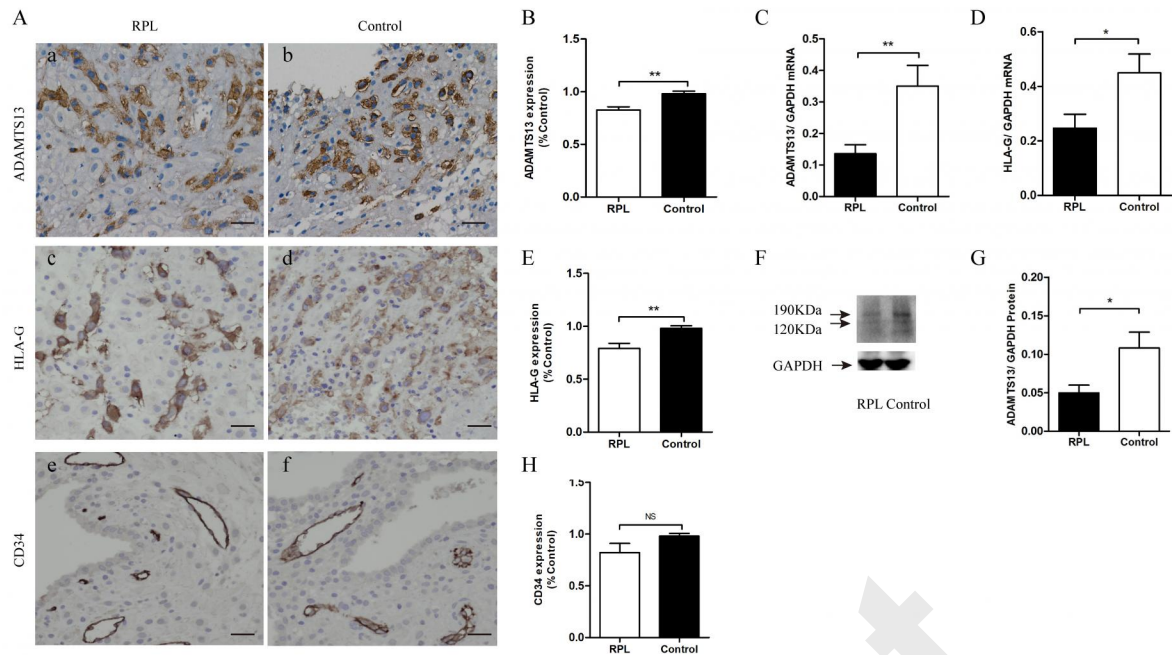 A
RPL
Control
ADAMTS13
a
b
HLA-G
c
d
CD34
e
f
B
ADAMTS13 expression
(% Control)
1.5
1.0
0.5
0.0
**
RPL
Control
C
ADAMTS13/ GAPDH mRNA
0.5
0.4
0.3
0.2
0.1
0.0
**
RPL
Control
D
HLA-G/ GAPDH mRNA
0.6
0.4
0.2
0.0
*
RPL
Control
E
HLA-G expression
(% Control)
1.5
1.0
0.5
0.0
**
RPL
Control
F
190KDa
120KDa
GAPDH
RPL Control
G
ADAMTS13/ GAPDH Protein
0.20
0.15
0.10
0.05
0.00
*
RPL
Control
H
CD34 expression
(% Control)
1.5
1.0
0.5
0.0
NS
RPL
Control